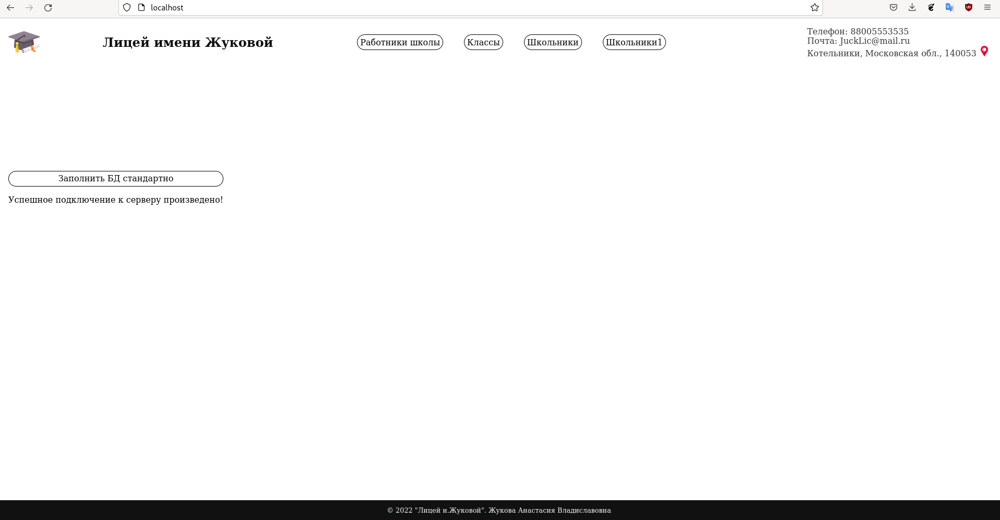 localhost
Лицей имени Жуковой
Работники школы
Классы
Школьники
Школьники1
Телефон: 88005553535
Почта: JuckLic@mail.ru
Котельники, Московская обл., 140053
Заполнить БД стандартно
Успешное подключение к серверу произведено!
© 2022 "Лицей и.Жуковой". Жукова Анастасия Владиславовна